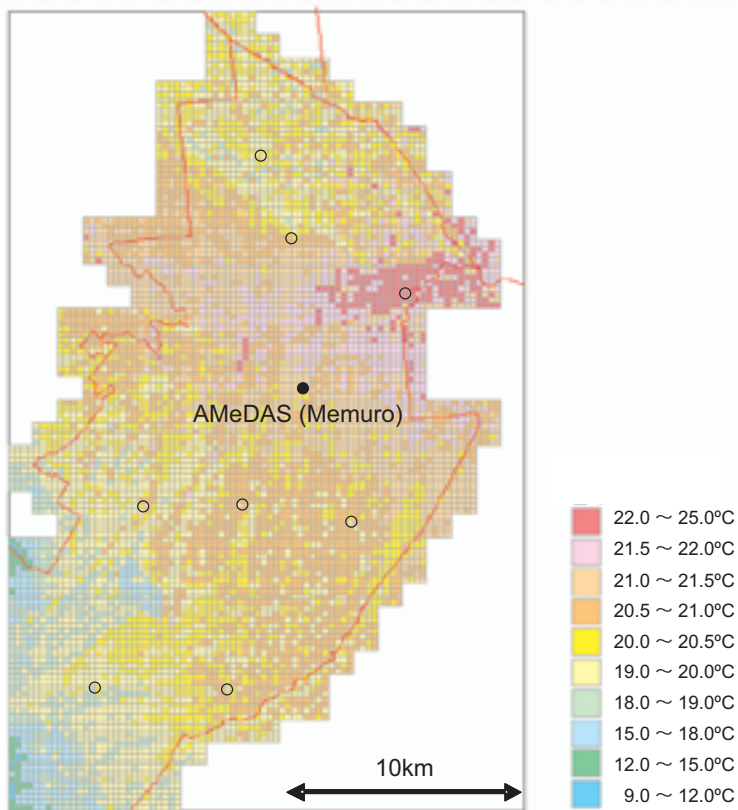 AMeDAS (Memuro)
22.0 ～ 25.0ºC
21.5 ～ 22.0ºC
21.0 ～ 21.5ºC
20.5 ～ 21.0ºC
20.0 ～ 20.5ºC
19.0 ～ 20.0ºC
18.0 ～ 19.0ºC
15.0 ～ 18.0ºC
12.0 ～ 15.0ºC
9.0 ～ 12.0ºC
10km